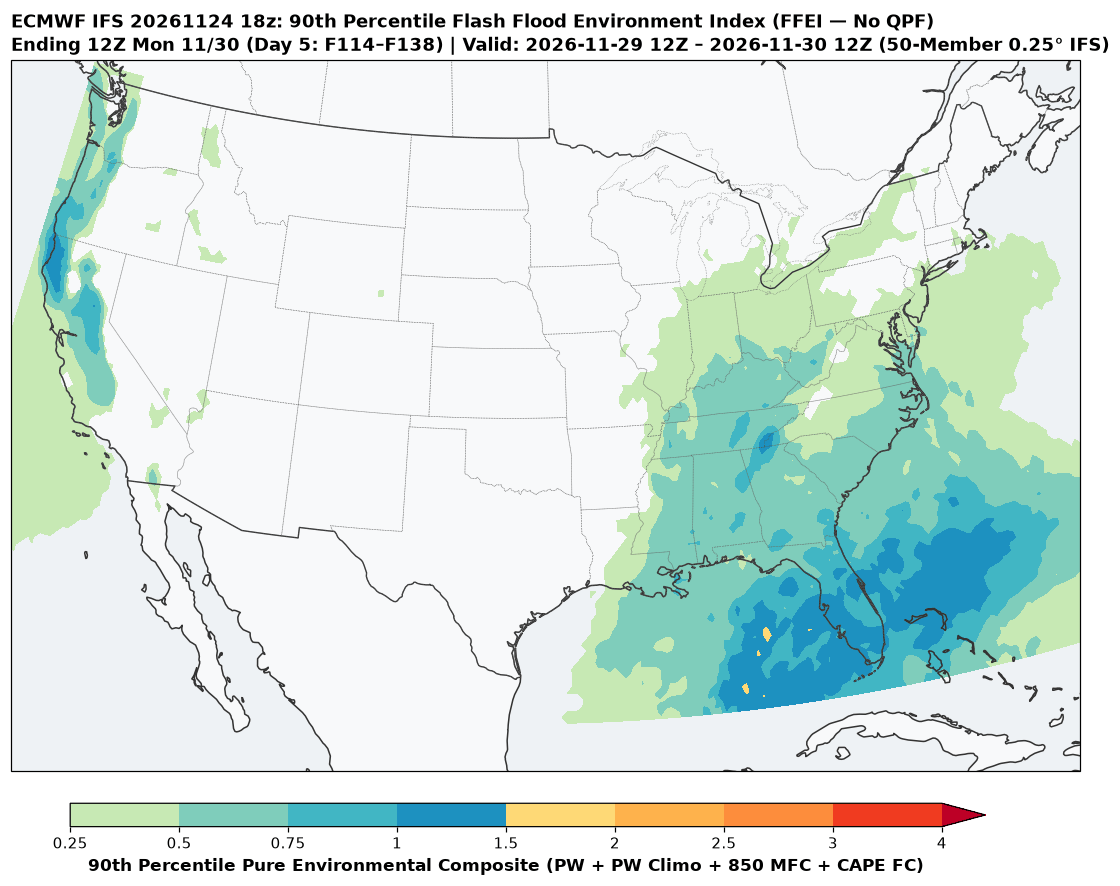 ECMWF IFS 20261124 18z: 90th Percentile Flash Flood Environment Index (FFEI — No QPF)
Ending 12Z Mon 11/30 (Day 5: F114–F138) | Valid: 2026-11-29 12Z – 2026-11-30 12Z (50-Member 0.25° IFS)
0.25 0.5 0.75 1 1.5 2 2.5 3 4
90th Percentile Pure Environmental Composite (PW + PW Climo + 850 MFC + CAPE FC)